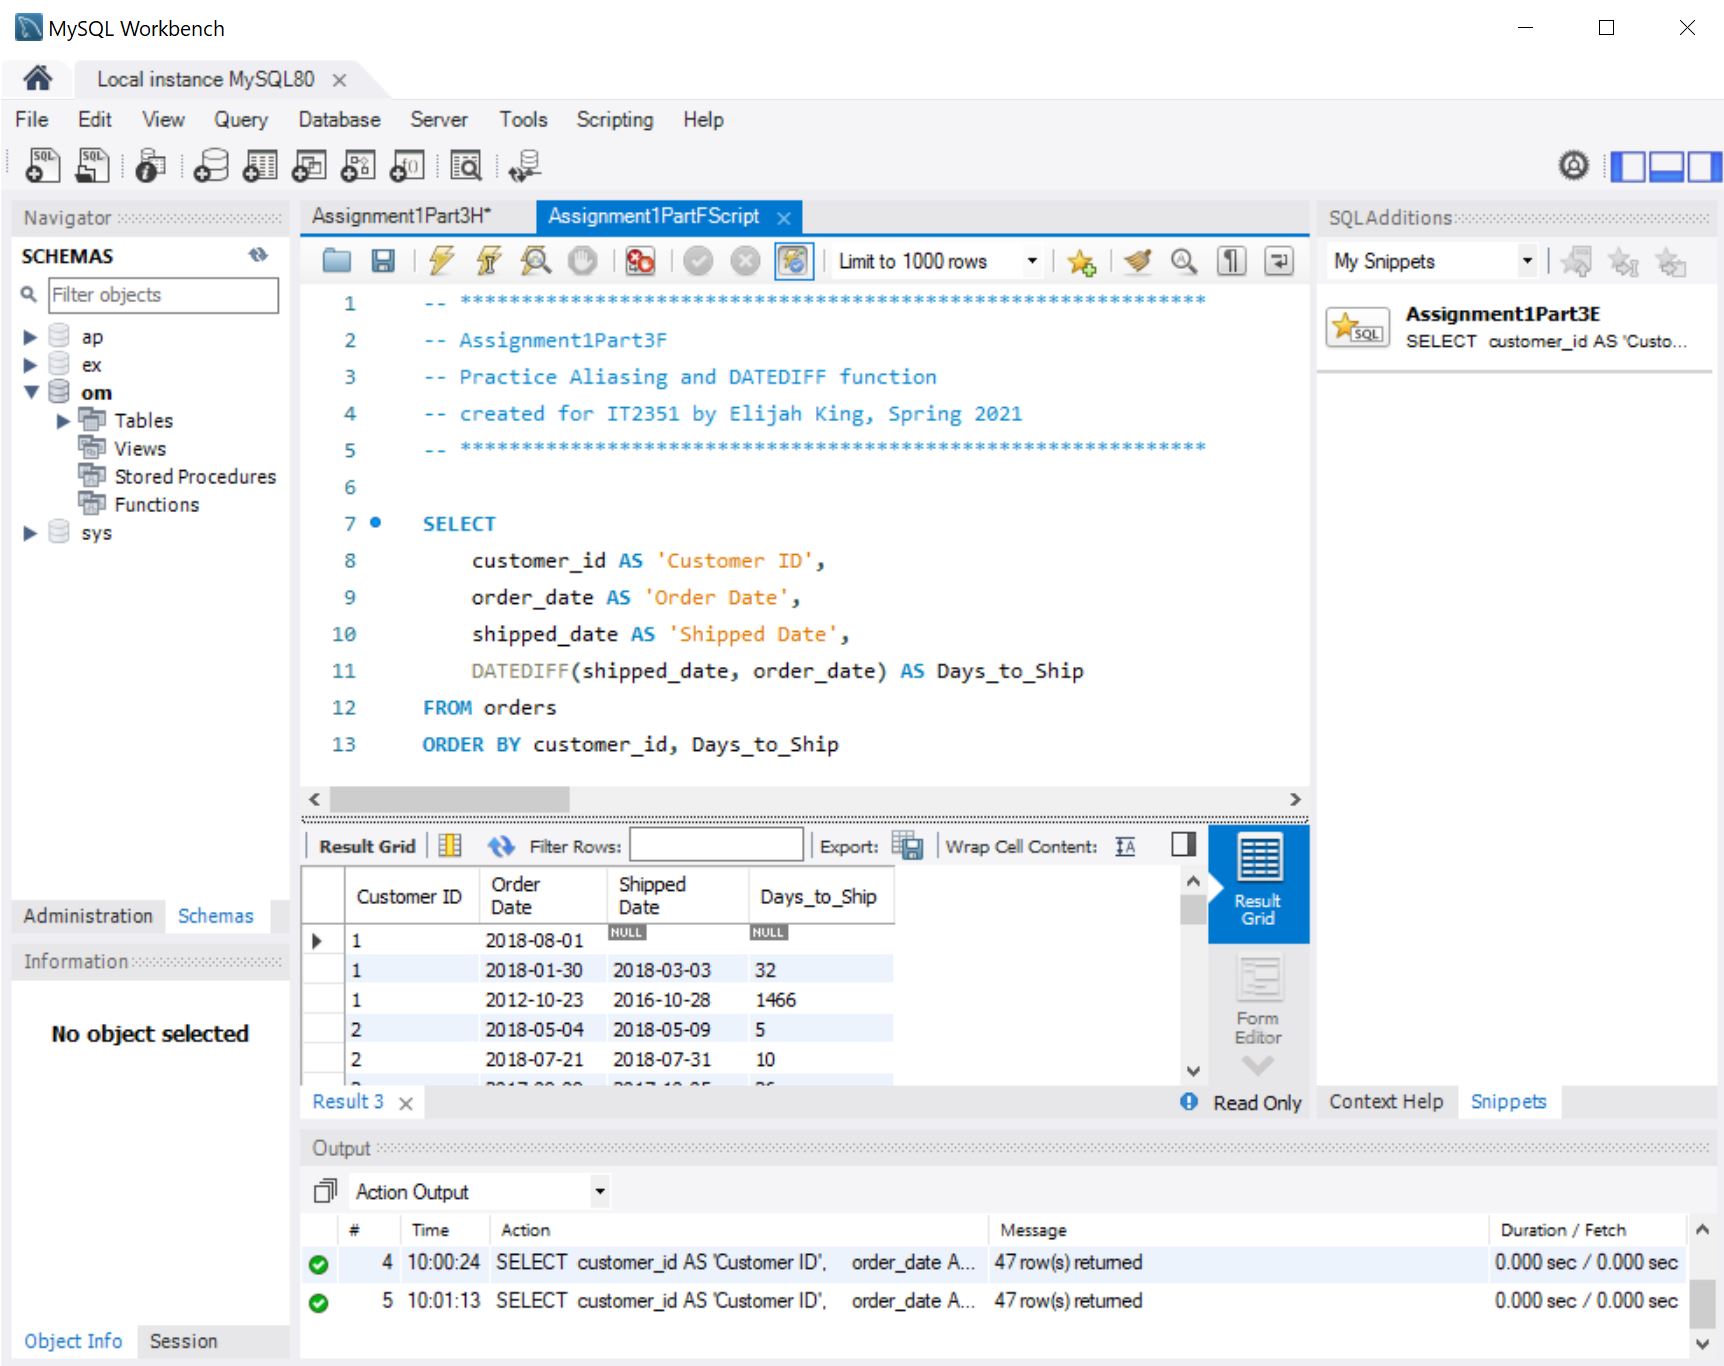 MySQL Workbench
Local instance MySQL80
File Edit View Query Database Server Tools Scripting Help
Navigator
SCHEMAS
Filter objects
ap
ex
om
Tables
Views
Stored Procedures
Functions
sys
Administration Schemas
Information
No object selected
Object Info Session
Assignment1Part3H* Assignment1PartFScript
Limit to 1000 rows
1 -- *************************************************************
2 -- Assignment1Part3F
3 -- Practice Aliasing and DATEDIFF function
4 -- created for IT2351 by Elijah King, Spring 2021
5 -- *************************************************************
6
7 SELECT
8 customer_id AS 'Customer ID',
9 order_date AS 'Order Date',
10 shipped_date AS 'Shipped Date',
11 DATEDIFF(shipped_date, order_date) AS Days_to_Ship
12 FROM orders
13 ORDER BY customer_id, Days_to_Ship
Result Grid Filter Rows: Export: Wrap Cell Content:
Customer ID Order Date Shipped Date Days_to_Ship
1 2018-08-01 NULL NULL
1 2018-01-30 2018-03-03 32
1 2012-10-23 2016-10-28 1466
2 2018-05-04 2018-05-09 5
2 2018-07-21 2018-07-31 10
Result Grid
Form Editor
Result 3
Read Only
SQLAdditions
My Snippets
SQL
Assignment1Part3E
SELECT customer_id AS 'Custo...
Context Help Snippets
Output
Action Output
# Time Action Message Duration / Fetch
4 10:00:24 SELECT customer_id AS 'Customer ID', order_date A... 47 row(s) returned 0.000 sec / 0.000 sec
5 10:01:13 SELECT customer_id AS 'Customer ID', order_date A... 47 row(s) returned 0.000 sec / 0.000 sec